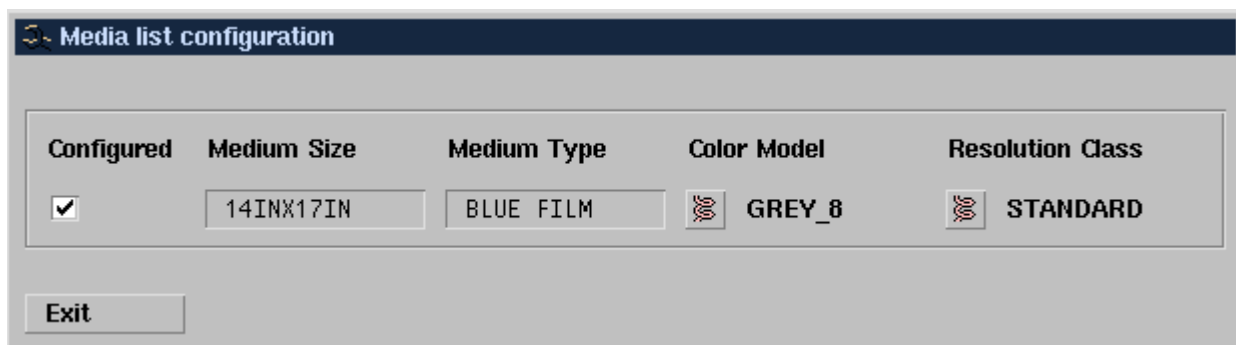 Media list configuration
Configured Medium Size Medium Type Color Model Resolution Class
14INX17IN BLUE FILM GREY_8 STANDARD
Exit